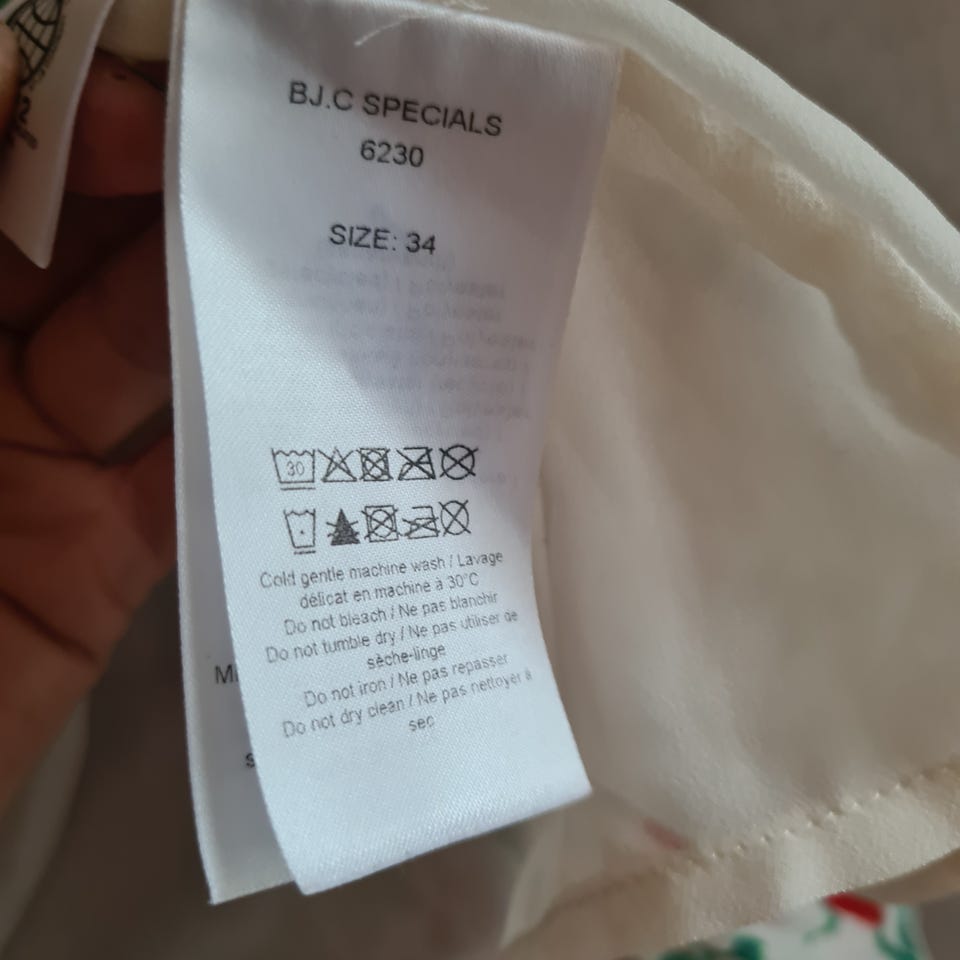 BJ.C SPECIALS
6230
SIZE: 34
30
Cold gentle machine wash / Lavage
délicat en machine à 30°C
Do not bleach / Ne pas blanchir
Do not tumble dry / Ne pas utiliser de
sèche-linge
Do not iron / Ne pas repasser
Do not dry clean / Ne pas nettoyer à
sec